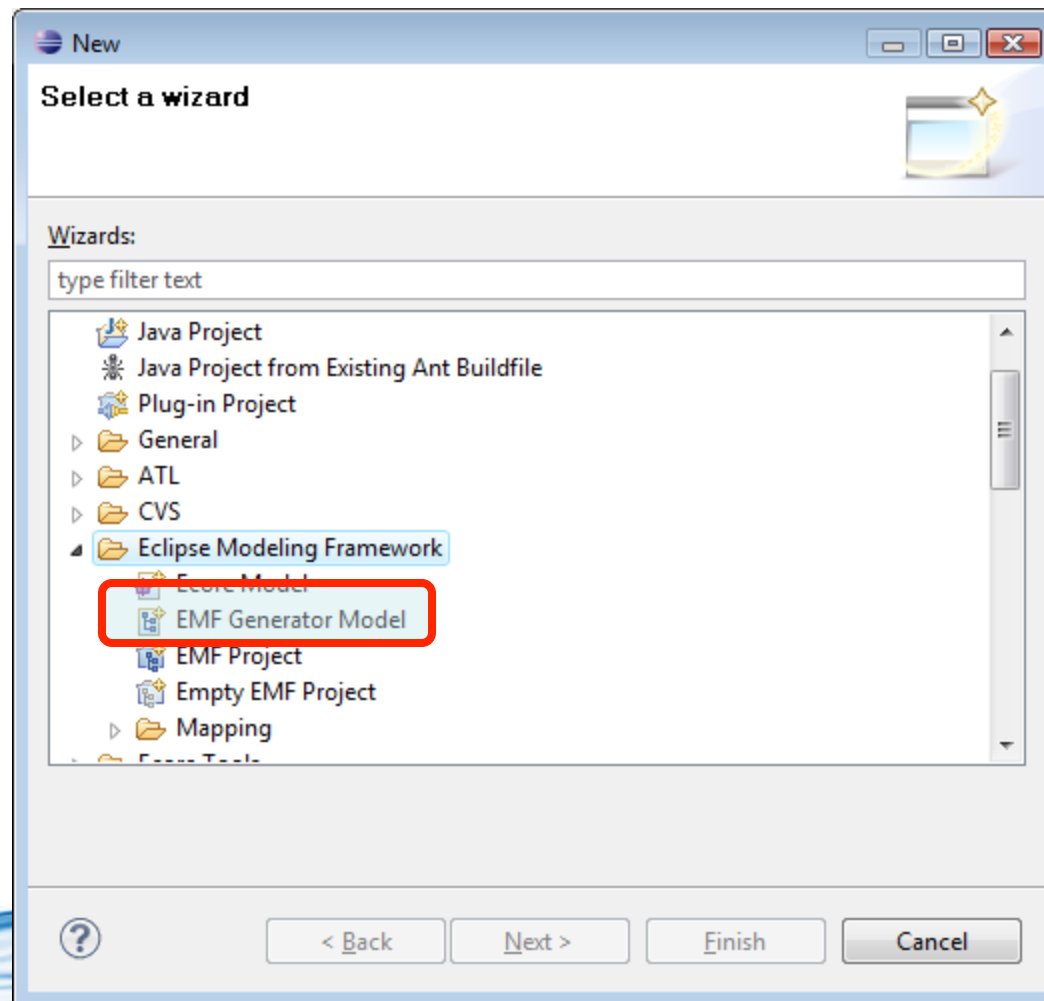 New
Select a wizard
Wizards:
type filter text
Java Project
Java Project from Existing Ant Buildfile
Plug-in Project
General
ATL
CVS
Eclipse Modeling Framework
Ecore Model
EMF Generator Model
EMF Project
Empty EMF Project
Mapping
Ecore Tools
?
< Back
Next >
Finish
Cancel